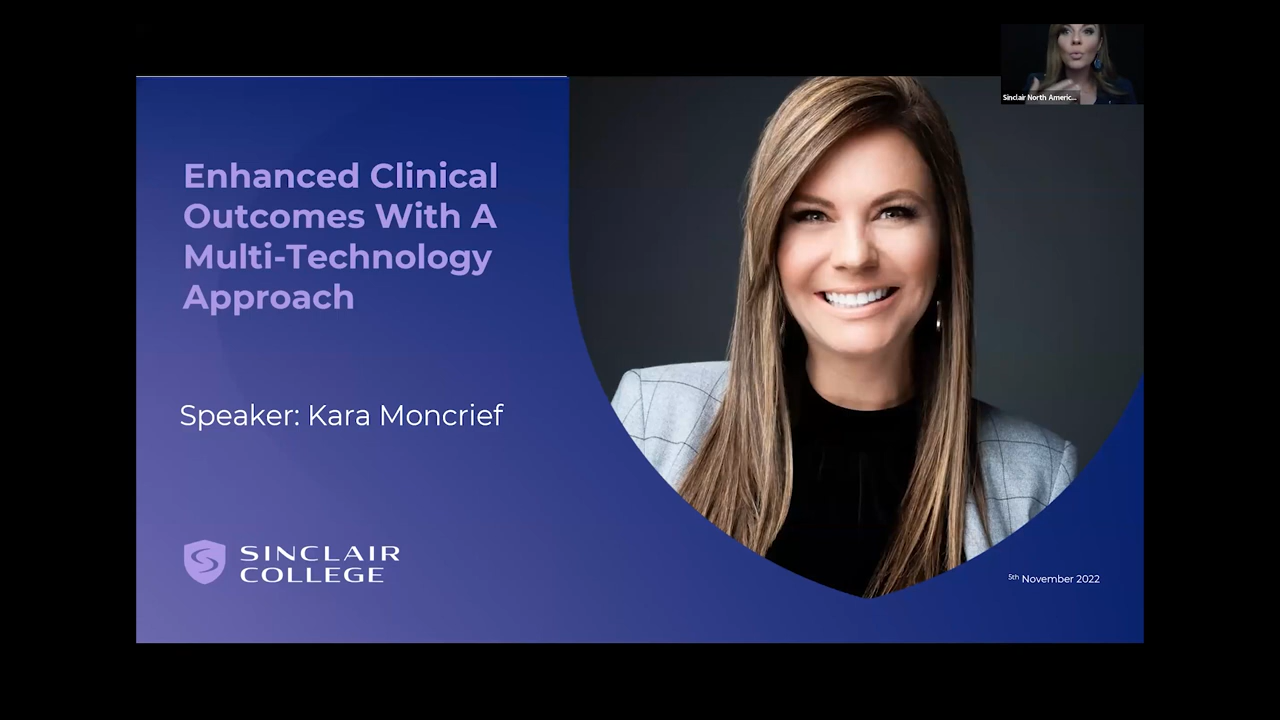 Sinclair North Americ...
Enhanced Clinical
Outcomes With A
Multi-Technology
Approach
Speaker: Kara Moncrief
SINCLAIR
COLLEGE
5th November 2022